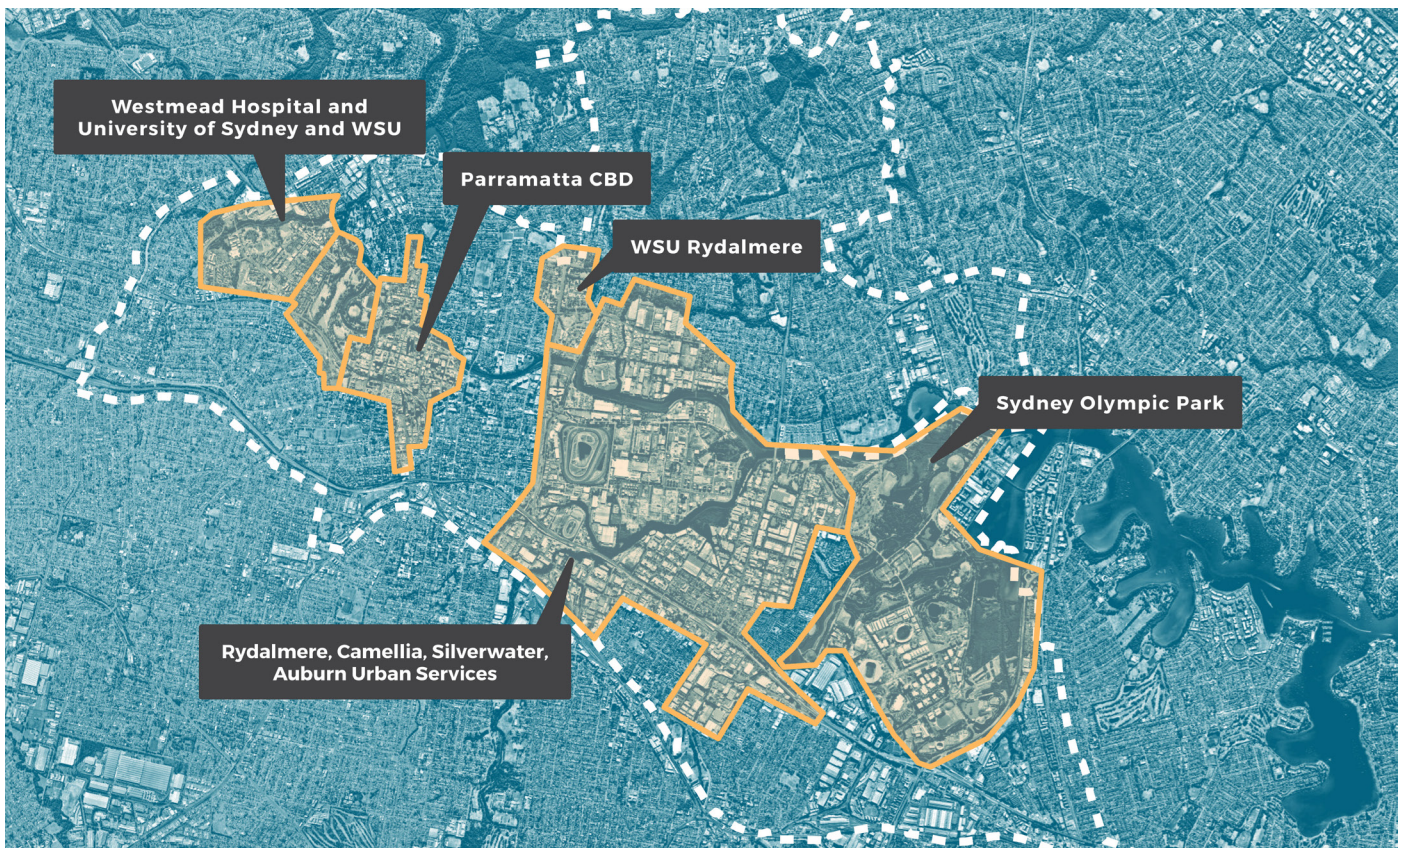 Westmead Hospital and
University of Sydney and WSU
Parramatta CBD
WSU Rydalmere
Sydney Olympic Park
Rydalmere, Camellia, Silverwater,
Auburn Urban Services